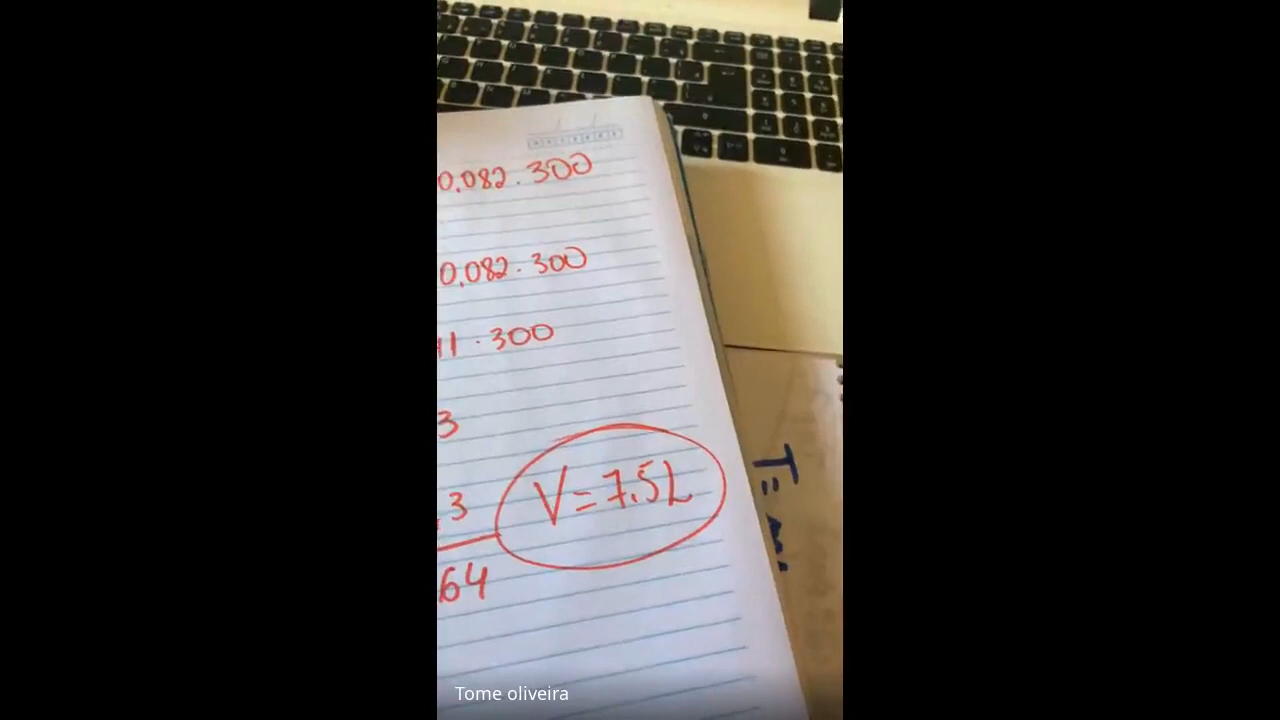 0,082 . 300
0,082 . 300
11 . 300
3
,3
V = 7,5L
64
T=
Tome oliveira